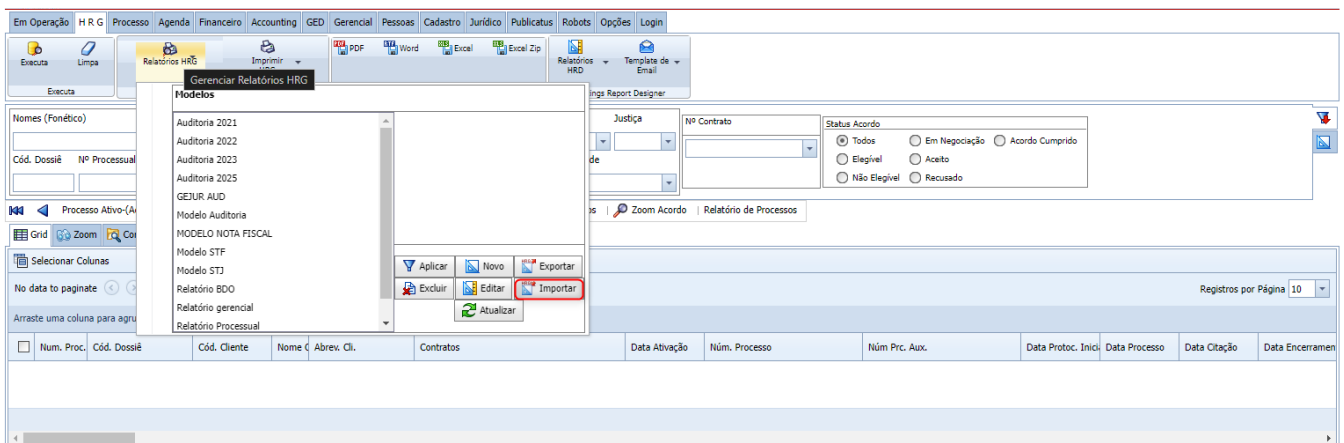 Em Operação H R G Processo Agenda Financeiro Accounting GED Gerencial Pessoas Cadastro Jurídico Publicatus Robots Opções Login
Executa Limpa Relatórios HRG Imprimir PDF Word Excel Excel Zip Relatórios HRD Template de Email
Gerenciar Relatórios HRG
Executa ings Report Designer
Modelos
Auditoria 2021
Auditoria 2022
Auditoria 2023
Auditoria 2025
GEJUR AUD
Modelo Auditoria
MODELO NOTA FISCAL
Modelo STF
Modelo STJ
Relatório BDO
Relatório gerencial
Relatório Processual
Aplicar Novo Exportar
Excluir Editar Importar
Atualizar
Nomes (Fonético) Justiça Nº Contrato Status Acordo
Todos Em Negociação Acordo Cumprido
Cód. Dossiê Nº Processual de Elegível Aceito
Não Elegível Recusado
Processo Ativo-(A os | Zoom Acordo | Relatório de Processos
Grid Zoom Co
Selecionar Colunas
No data to paginate Registros por Página 10
Arraste uma coluna para agru
Num. Proc. Cód. Dossiê Cód. Cliente Nome Abrev. Cli. Contratos Data Ativação Núm. Processo Núm Prc. Aux. Data Protoc. Inici Data Processo Data Citação Data Encerramen